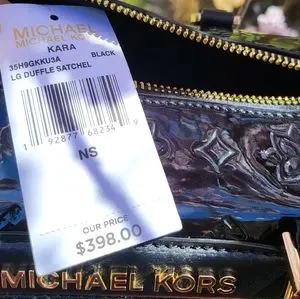 MICHAEL
MICHAEL KORS
KARA
35H9GKKU3A BLACK
LG DUFFLE SATCHEL
1 92877 68234 9
NS
OUR PRICE
$398.00
MICHAEL KORS